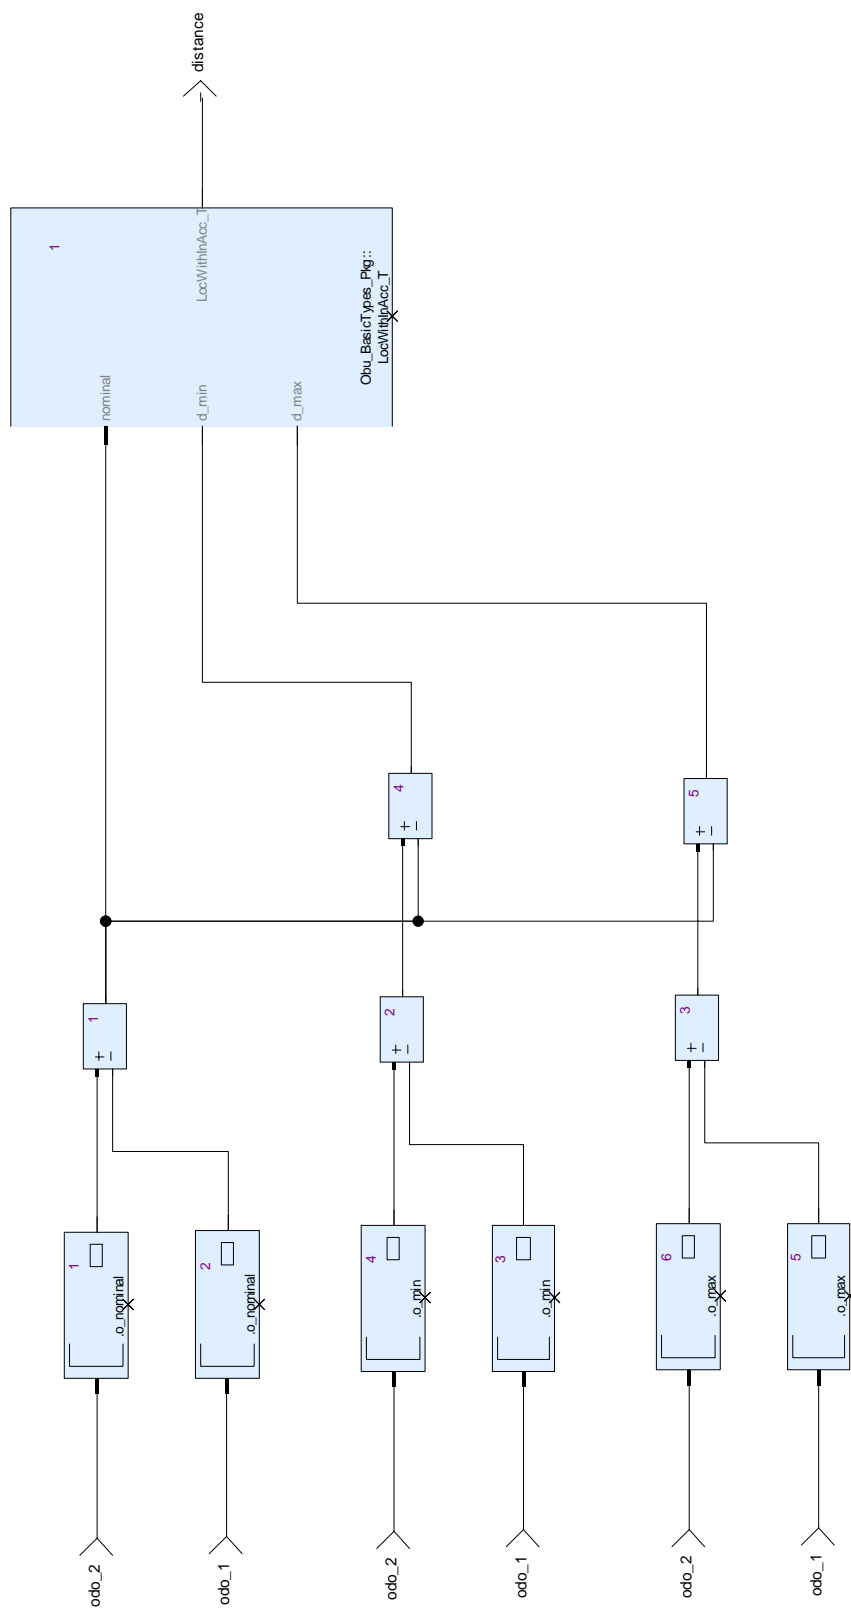 odo_2
1
.o_nominal
odo_1
2
.o_nominal
1
+
−
odo_2
4
.o_min
odo_1
3
.o_min
2
+
−
4
+
−
odo_2
6
.o_max
odo_1
5
.o_max
3
+
−
5
+
−
1
nominal
d_min
d_max
LocWithInAcc_T
Obu_BasicTypes_Pkg::
LocWithInAcc_T
distance